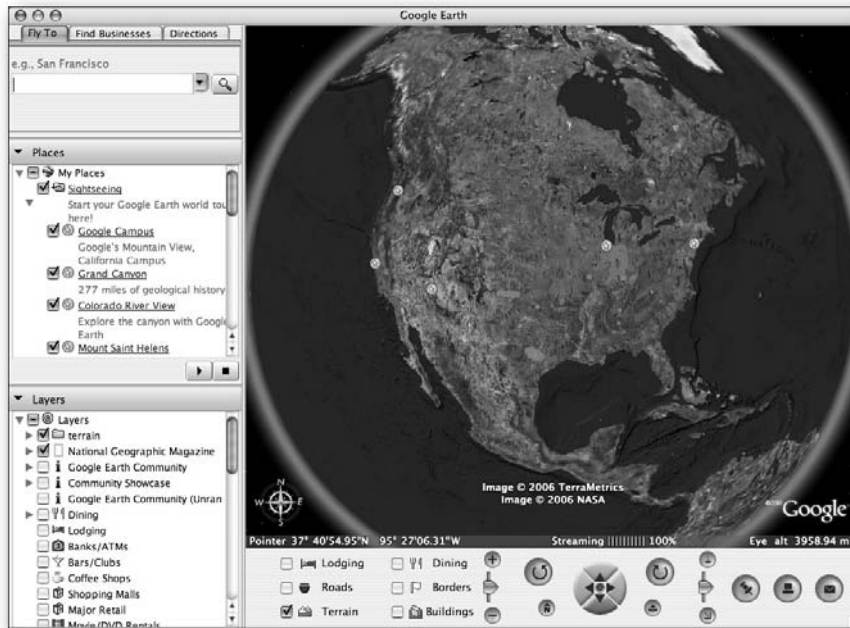 Google Earth
Fly To
Find Businesses
Directions
e.g., San Francisco
Places
My Places
Sightseeing
Start your Google Earth world tou
here!
Google Campus
Google's Mountain View,
California Campus
Grand Canyon
277 miles of geological history
Colorado River View
Explore the canyon with Googl
Earth
Mount Saint Helens
Layers
Layers
terrain
National Geographic Magazine
Google Earth Community
Community Showcase
Google Earth Community (Unran
Dining
Lodging
Banks/ATMs
Bars/Clubs
Coffee Shops
Shopping Malls
Major Retail
Movie/DVD Rentals
N
W E
S
Image © 2006 TerraMetrics
Image © 2006 NASA
Google
Pointer 37° 40'54.95"N 95° 27'06.31"W Streaming 100% Eye alt 3958.94 m
Lodging Dining
Roads Borders
Terrain Buildings